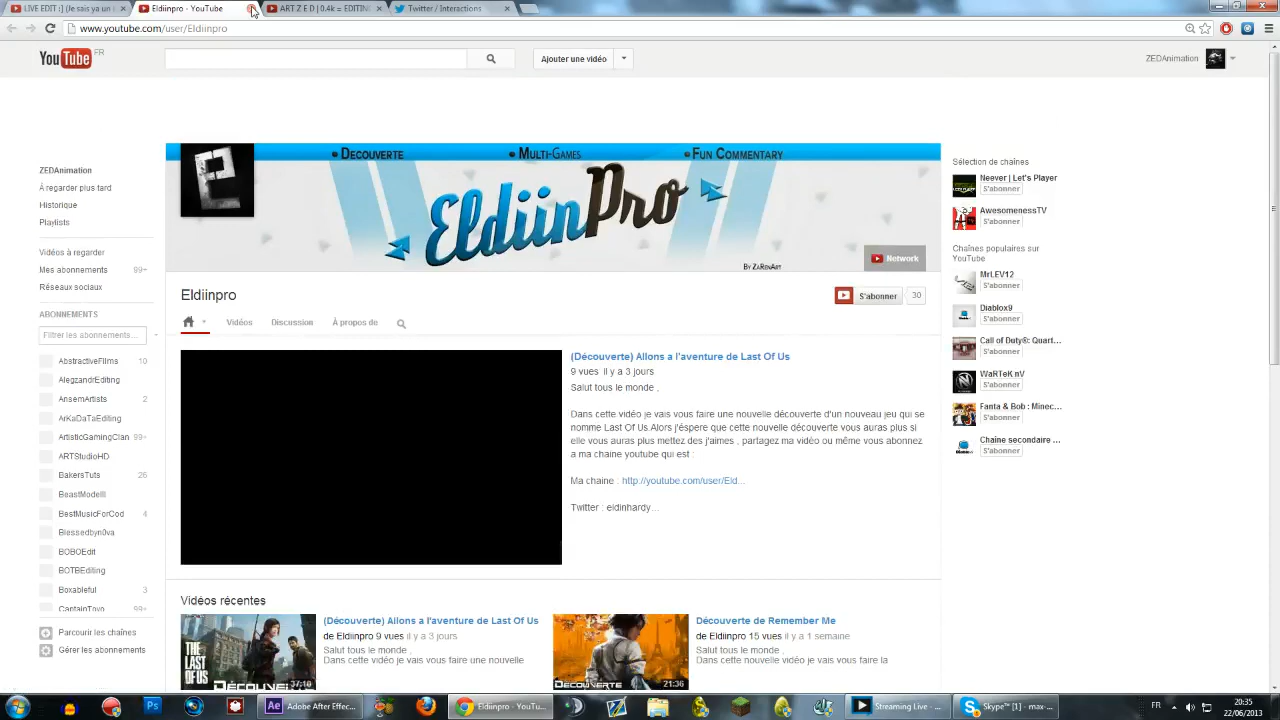 LIVE EDIT :] (Je sais ya un
Eldiinpro - YouTube
ART Z E D | 0.4k = EDITIN
Twitter / Interactions
www.youtube.com/user/Eldiinpro
YouTube FR
Ajouter une vidéo
ZEDAnimation
DECOUVERTE
MULTI-GAMES
FUN COMMENTARY
EldiinPro
BY ZARENART
Network
ZEDAnimation
À regarder plus tard
Historique
Playlists
Vidéos à regarder
Mes abonnements 99+
Réseaux sociaux
ABONNEMENTS
Filtrer les abonnements...
AbstractiveFilms 10
AlegzandrEditing
AnsemArtists 2
ArKaDaTaEditing
ArtisticGamingClan 99+
ARTStudioHD
BakersTuts 26
BeastModeIII
BestMusicForCod 4
Blessedbyn0va
BOBOEdit
BOTBEditing
Boxableful 3
CaptainToyo 99+
Parcourir les chaînes
Gérer les abonnements
Eldiinpro
S'abonner 30
Vidéos
Discussion
À propos de
(Découverte) Allons a l'aventure de Last Of Us
9 vues il y a 3 jours
Salut tous le monde ,
Dans cette vidéo je vais vous faire une nouvelle découverte d'un nouveau jeu qui se
nomme Last Of Us.Alors j'éspere que cette nouvelle découverte vous auras plus si
elle vous auras plus mettez des j'aimes , partagez ma vidéo ou même vous abonnez
a ma chaine youtube qui est :
Ma chaine : http://youtube.com/user/Eld...
Twitter : eldinhardy...
Vidéos récentes
THE LAST OF US
DÉCOUVERTE
37:10
(Découverte) Allons a l'aventure de Last Of Us
de Eldiinpro 9 vues il y a 3 jours
Salut tous le monde ,
Dans cette vidéo je vais vous faire une nouvelle
DÉCOUVERTE
21:36
Découverte de Remember Me
de Eldiinpro 15 vues il y a 1 semaine
Salut tous le monde ,
Dans cette nouvelle vidéo je vais vous faire la
Sélection de chaînes
Neever | Let's Player
S'abonner
AwesomenessTV
S'abonner
Chaînes populaires sur
YouTube
MrLEV12
S'abonner
Diablox9
S'abonner
Call of Duty®: Quart...
S'abonner
WaRTeK nV
S'abonner
Fanta & Bob : Minec...
S'abonner
Chaine secondaire ...
S'abonner
Adobe After Effec...
Eldiinpro - YouTu...
Streaming Live - ...
Skype™ [1] - max-...
FR
20:35
22/06/2013